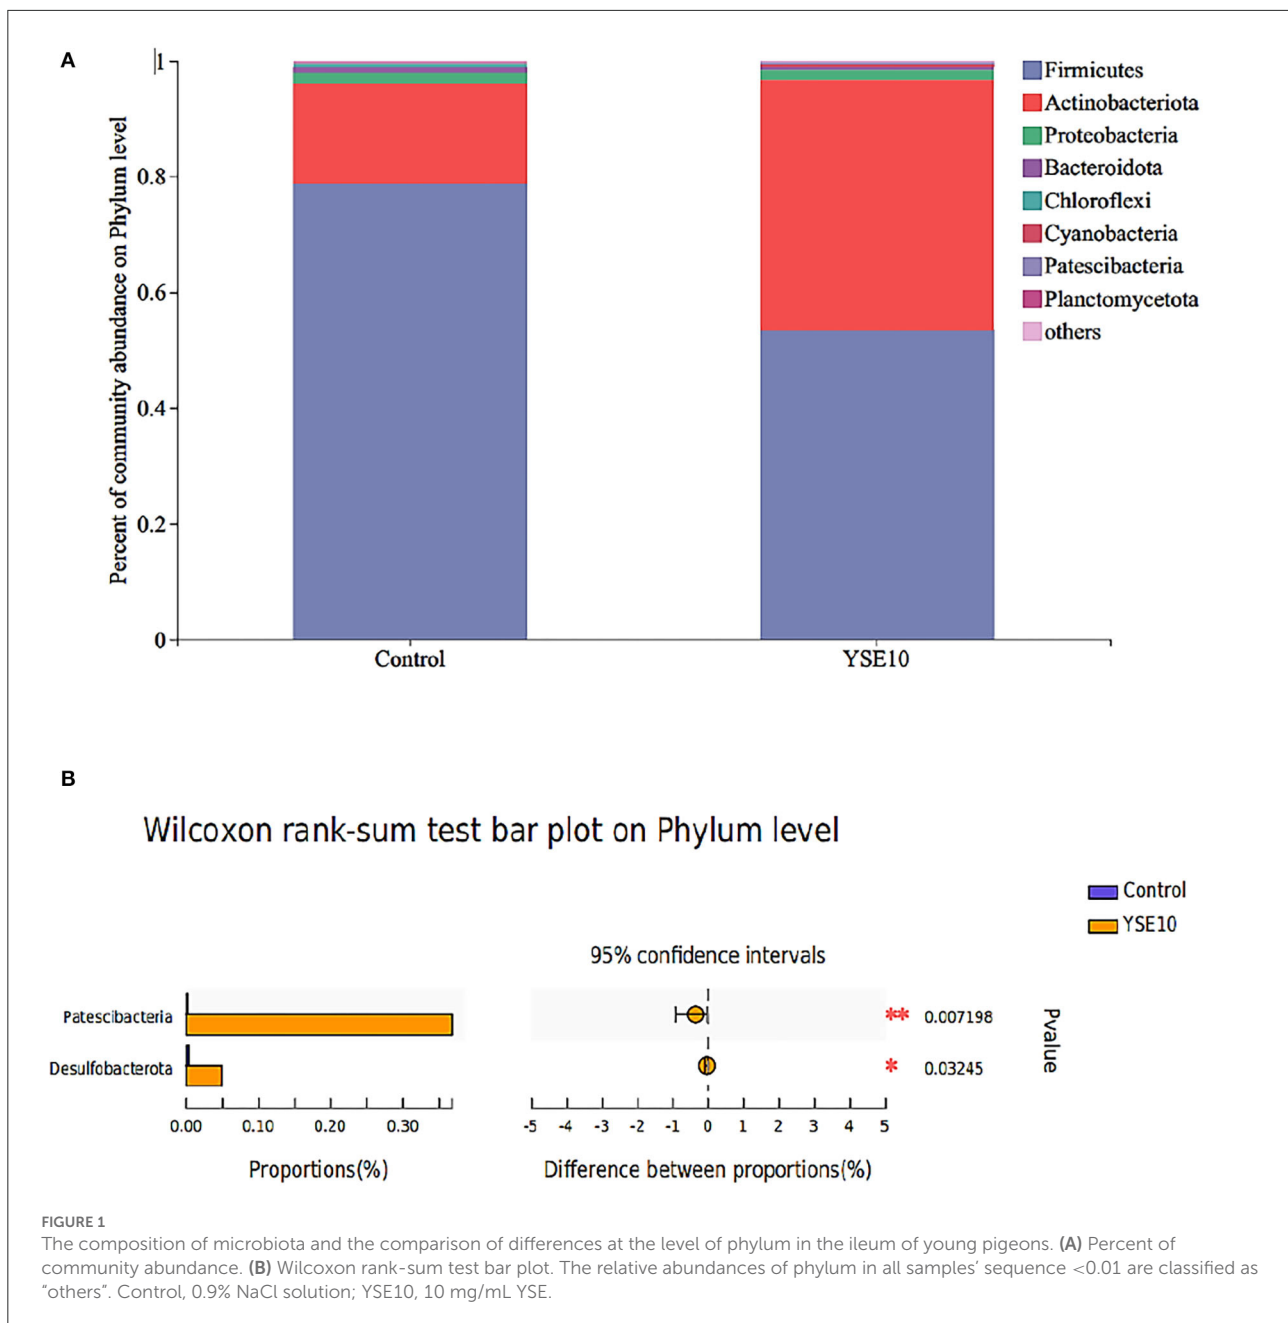 A
Percent of community abundance on Phylum level
1
0.8
0.6
0.4
0.2
0
Control
YSE10
Firmicutes
Actinobacteriota
Proteobacteria
Bacteroidota
Chloroflexi
Cyanobacteria
Patescibacteria
Planctomycetota
others
B
Wilcoxon rank-sum test bar plot on Phylum level
Control
YSE10
95% confidence intervals
Patescibacteria
** 0.007198
Desulfobacterota
* 0.03245
Pvalue
0.00 0.10 0.20 0.30
-5 -4 -3 -2 -1 0 1 2 3 4 5
Proportions(%)
Difference between proportions(%)
FIGURE 1
The composition of microbiota and the comparison of differences at the level of phylum in the ileum of young pigeons. (A) Percent of
community abundance. (B) Wilcoxon rank-sum test bar plot. The relative abundances of phylum in all samples’ sequence <0.01 are classified as
“others”. Control, 0.9% NaCl solution; YSE10, 10 mg/mL YSE.